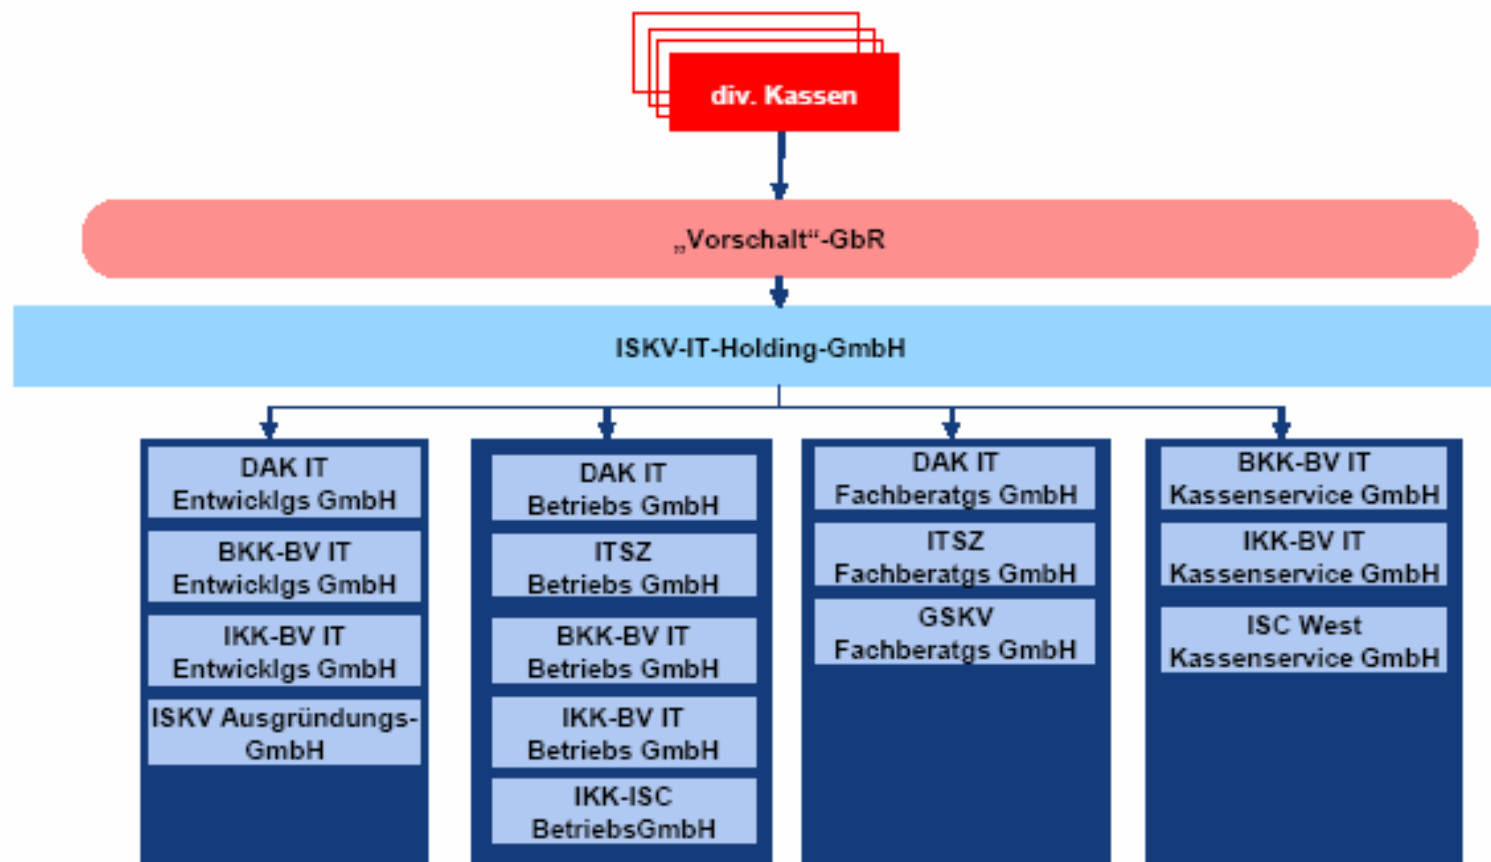 div. Kassen
„Vorschalt“-GbR
ISKV-IT-Holding-GmbH
DAK IT
Entwicklgs GmbH
BKK-BV IT
Entwicklgs GmbH
IKK-BV IT
Entwicklgs GmbH
ISKV Ausgründungs-
GmbH
DAK IT
Betriebs GmbH
ITSZ
Betriebs GmbH
BKK-BV IT
Betriebs GmbH
IKK-BV IT
Betriebs GmbH
IKK-ISC
BetriebsGmbH
DAK IT
Fachberatgs GmbH
ITSZ
Fachberatgs GmbH
GSKV
Fachberatgs GmbH
BKK-BV IT
Kassenservice GmbH
IKK-BV IT
Kassenservice GmbH
ISC West
Kassenservice GmbH